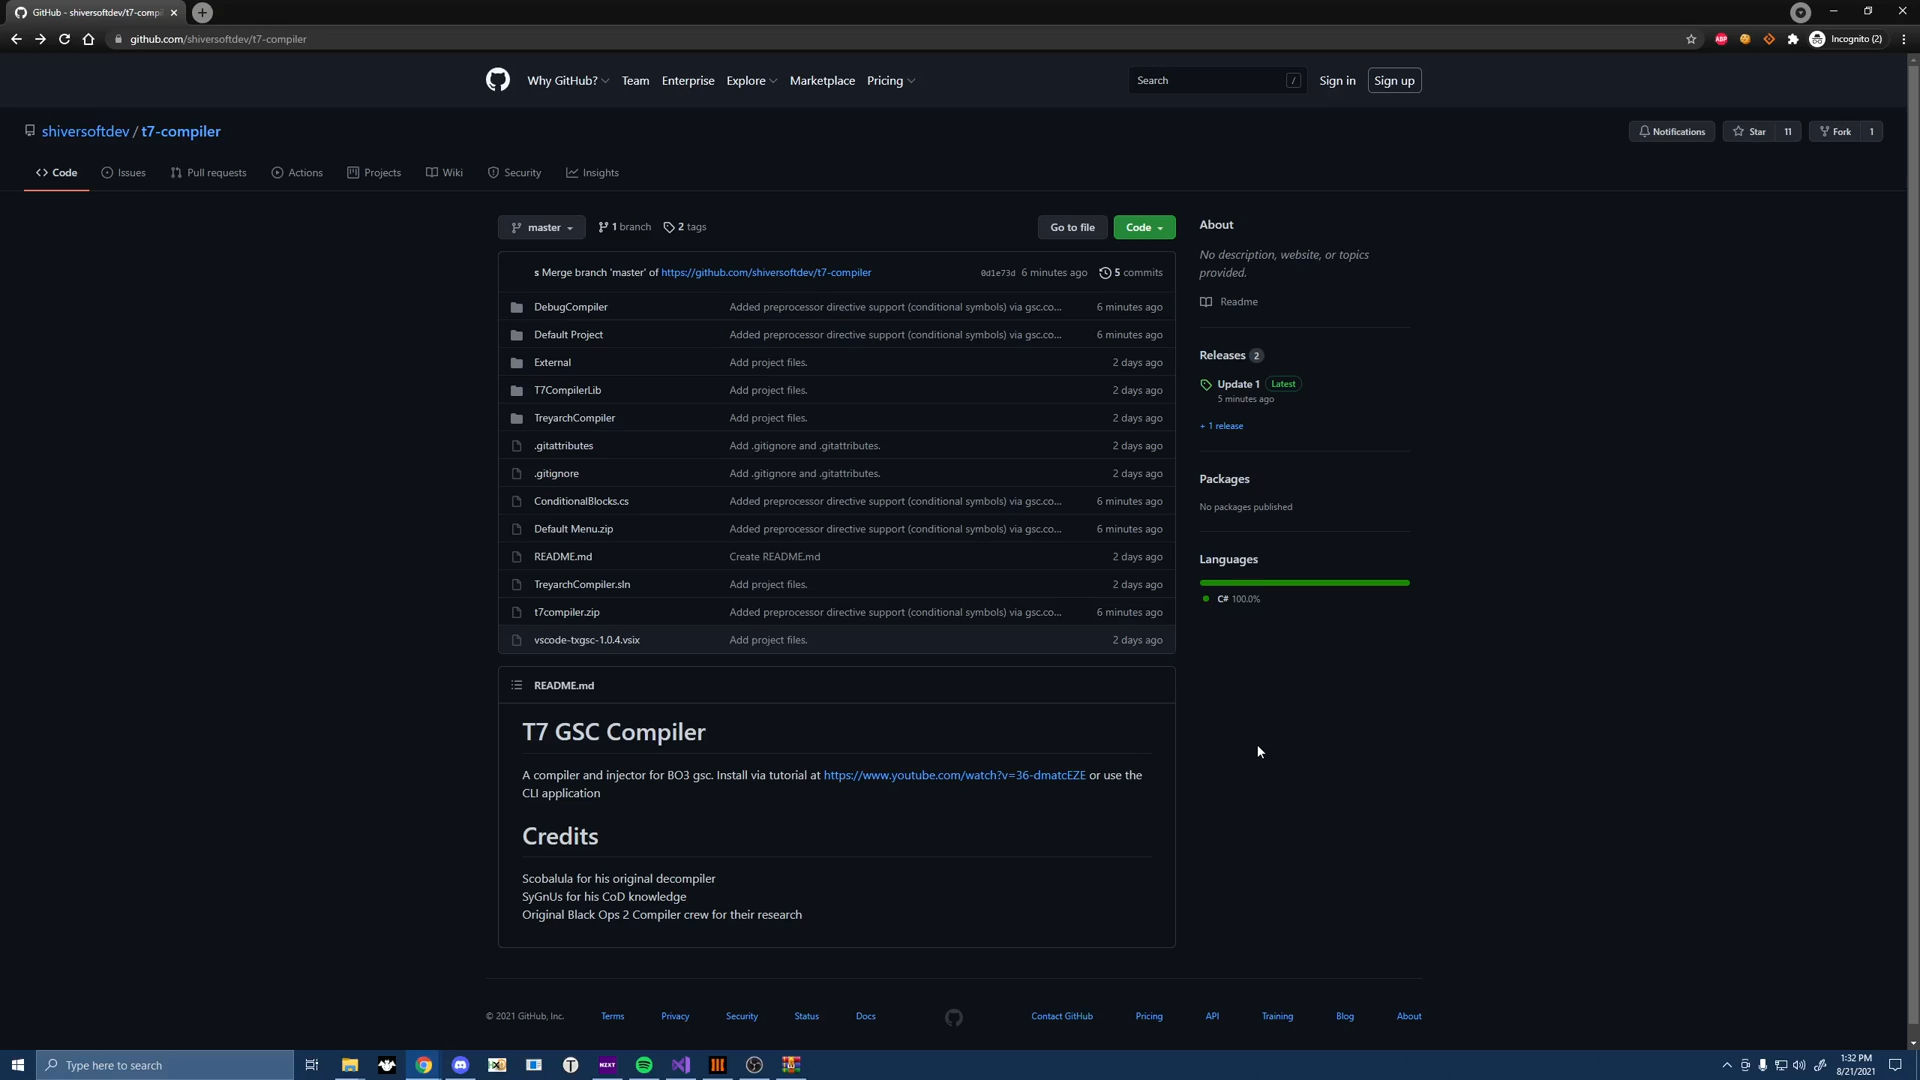 GitHub - shiversoftdev/t7-compil
github.com/shiversoftdev/t7-compiler
ABP
Incognito (2)
Why GitHub?
Team
Enterprise
Explore
Marketplace
Pricing
Search
/
Sign in
Sign up
shiversoftdev / t7-compiler
Notifications
Star 11
Fork 1
Code
Issues
Pull requests
Actions
Projects
Wiki
Security
Insights
master
1 branch
2 tags
Go to file
Code
s Merge branch 'master' of https://github.com/shiversoftdev/t7-compiler 0d1e73d 6 minutes ago 5 commits
DebugCompiler Added preprocessor directive support (conditional symbols) via gsc.co... 6 minutes ago
Default Project Added preprocessor directive support (conditional symbols) via gsc.co... 6 minutes ago
External Add project files. 2 days ago
T7CompilerLib Add project files. 2 days ago
TreyarchCompiler Add project files. 2 days ago
.gitattributes Add .gitignore and .gitattributes. 2 days ago
.gitignore Add .gitignore and .gitattributes. 2 days ago
ConditionalBlocks.cs Added preprocessor directive support (conditional symbols) via gsc.co... 6 minutes ago
Default Menu.zip Added preprocessor directive support (conditional symbols) via gsc.co... 6 minutes ago
README.md Create README.md 2 days ago
TreyarchCompiler.sln Add project files. 2 days ago
t7compiler.zip Added preprocessor directive support (conditional symbols) via gsc.co... 6 minutes ago
vscode-txgsc-1.0.4.vsix Add project files. 2 days ago
README.md
T7 GSC Compiler
A compiler and injector for BO3 gsc. Install via tutorial at https://www.youtube.com/watch?v=36-dmatcEZE or use the
CLI application
Credits
Scobalula for his original decompiler
SyGnUs for his CoD knowledge
Original Black Ops 2 Compiler crew for their research
About
No description, website, or topics
provided.
Readme
Releases 2
Update 1 Latest
5 minutes ago
+ 1 release
Packages
No packages published
Languages
C# 100.0%
© 2021 GitHub, Inc.
Terms
Privacy
Security
Status
Docs
Contact GitHub
Pricing
API
Training
Blog
About
Type here to search
NEXT
1:32 PM
8/21/2021